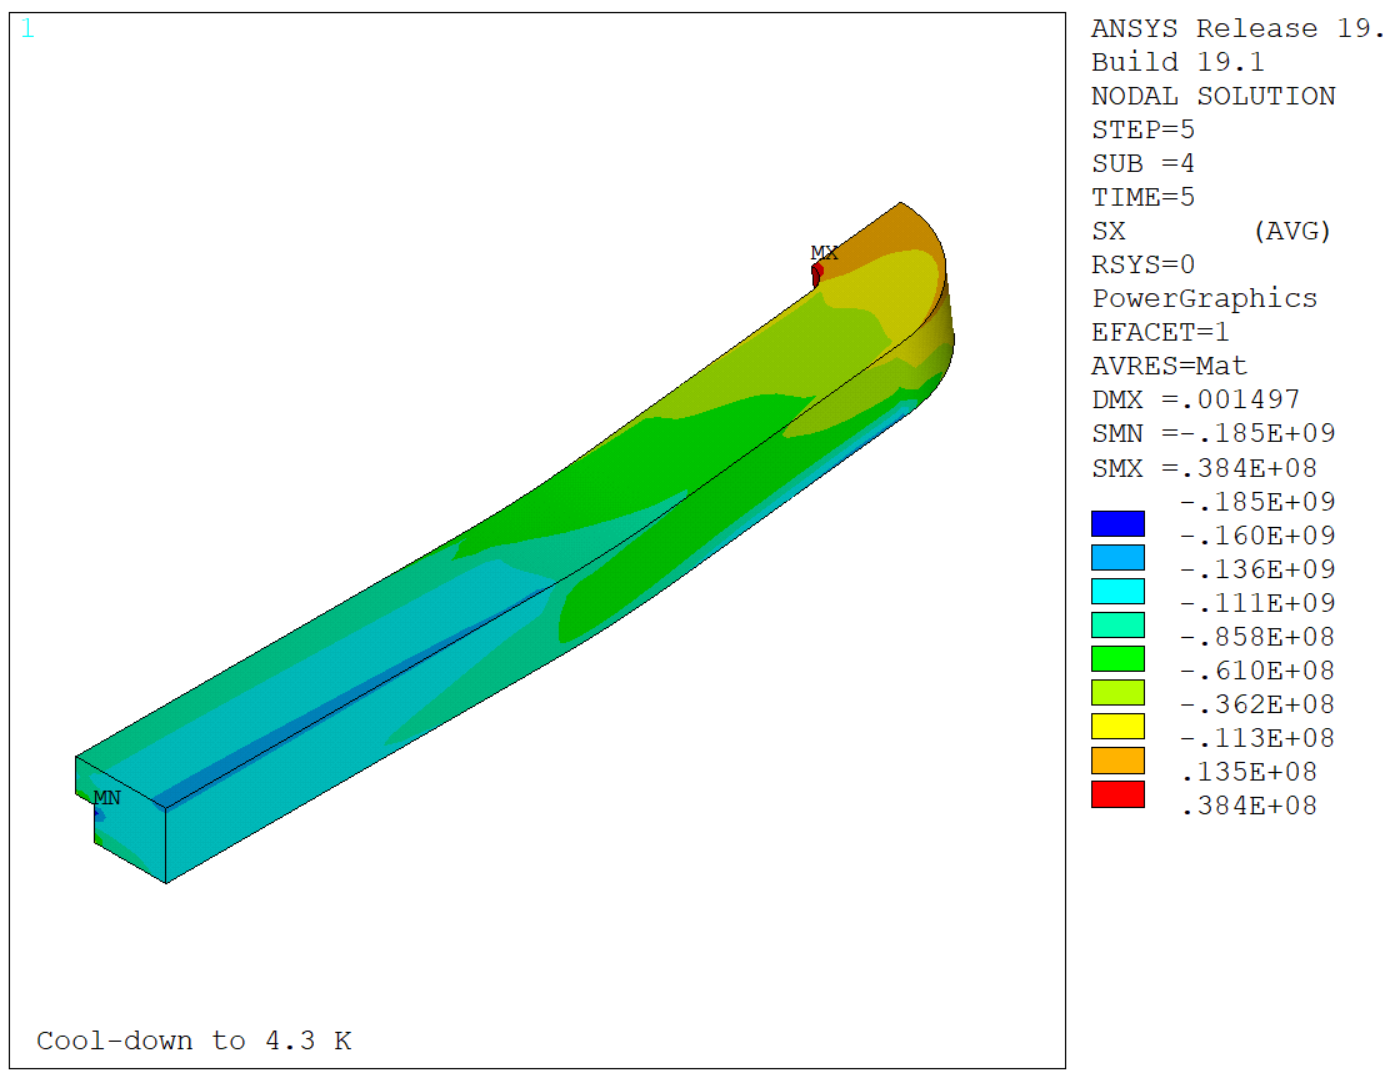 1
ANSYS Release 19.
Build 19.1
NODAL SOLUTION
STEP=5
SUB =4
TIME=5
SX (AVG)
RSYS=0
PowerGraphics
EFACET=1
AVRES=Mat
DMX =.001497
SMN =-.185E+09
SMX =.384E+08
-.185E+09
-.160E+09
-.136E+09
-.111E+09
-.858E+08
-.610E+08
-.362E+08
-.113E+08
.135E+08
.384E+08
MX
MN
Cool-down to 4.3 K